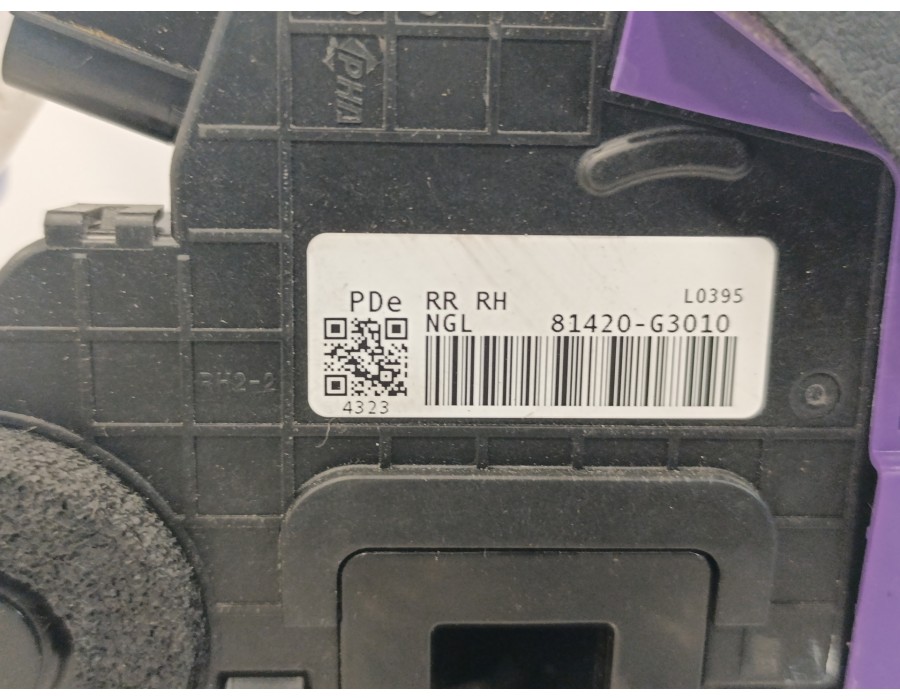 PHA
PDe RR RH L0395
NGL 81420-G3010
4323
RH2-2